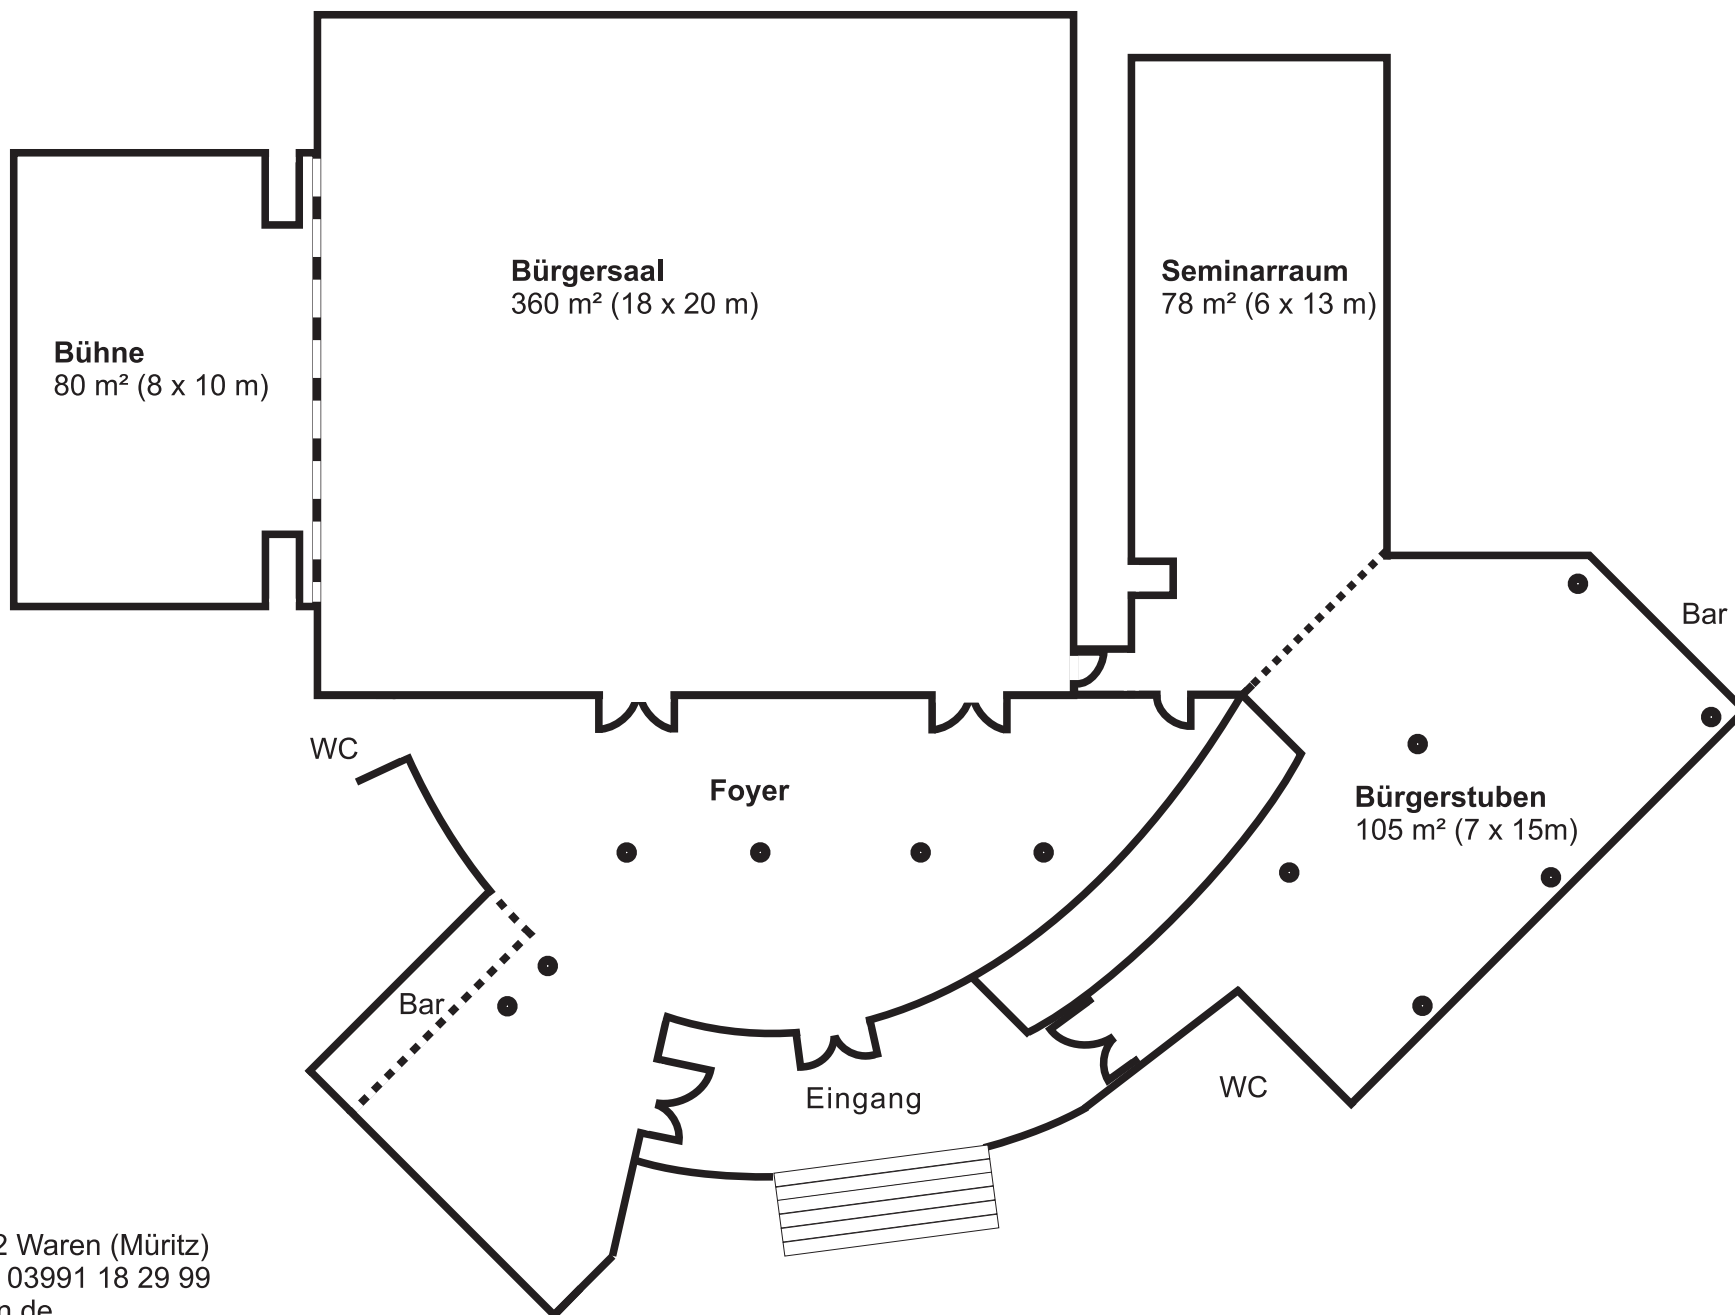 Bürgersaal
360 m² (18 x 20 m)
Seminarraum
78 m² (6 x 13 m)
Bühne
80 m² (8 x 10 m)
Bar
WC
Foyer
Bürgerstuben
105 m² (7 x 15m)
Bar
Eingang
WC
2 Waren (Müritz)
03991 18 29 99
n.de